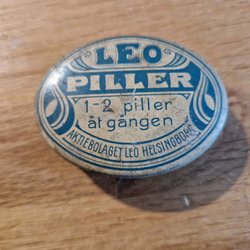 LEO
PILLER
1-2 piller
åt gången
AKTIEBOLAGET LEO HELSINGBORG